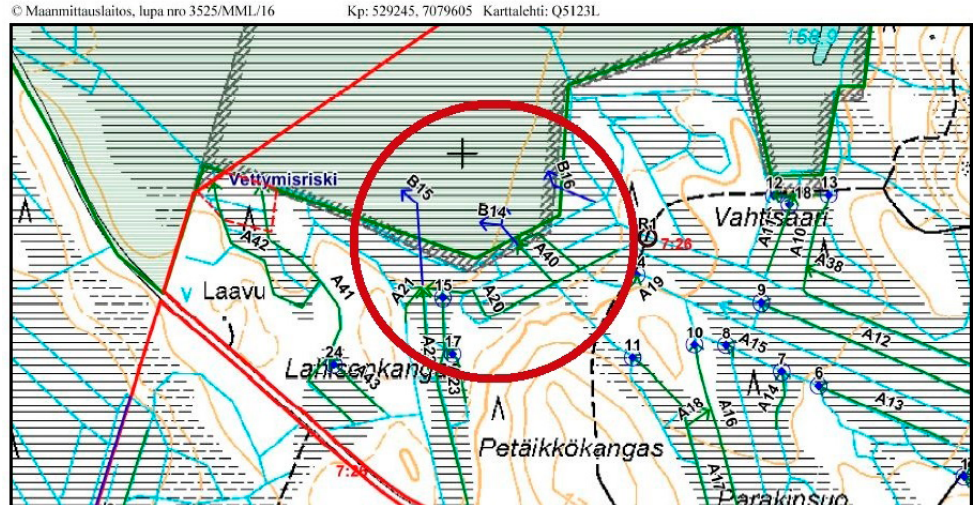 © Maanmittauslaitos, lupa nro 3525/MML/16 Kp: 529245, 7079605 Karttalehti: Q5123L
158.9
Vettymisriski
B15
B16
B14
12
18
13
Vahtisaari
R1
7:26
A10
A38
A42
A40
A41
A21
A20
A19
4
15
9
Laavu
17
24
11
10
8
A15
A12
7
6
A14
A13
A43
A18
A16
A17
Petäikkökangas
7:26
Parakinsuo